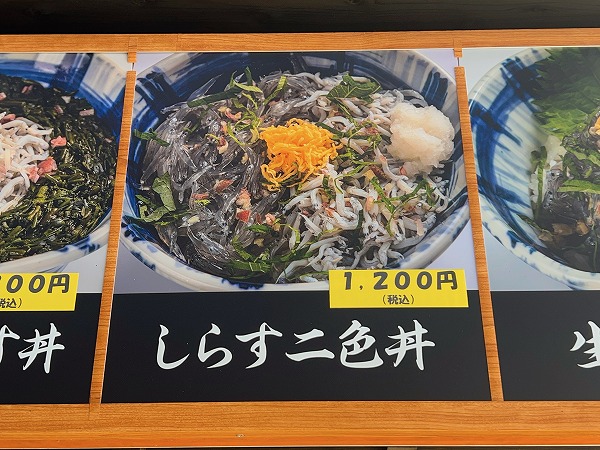 00円
(税込)
す丼
1,200円
(税込)
しらす二色丼
生